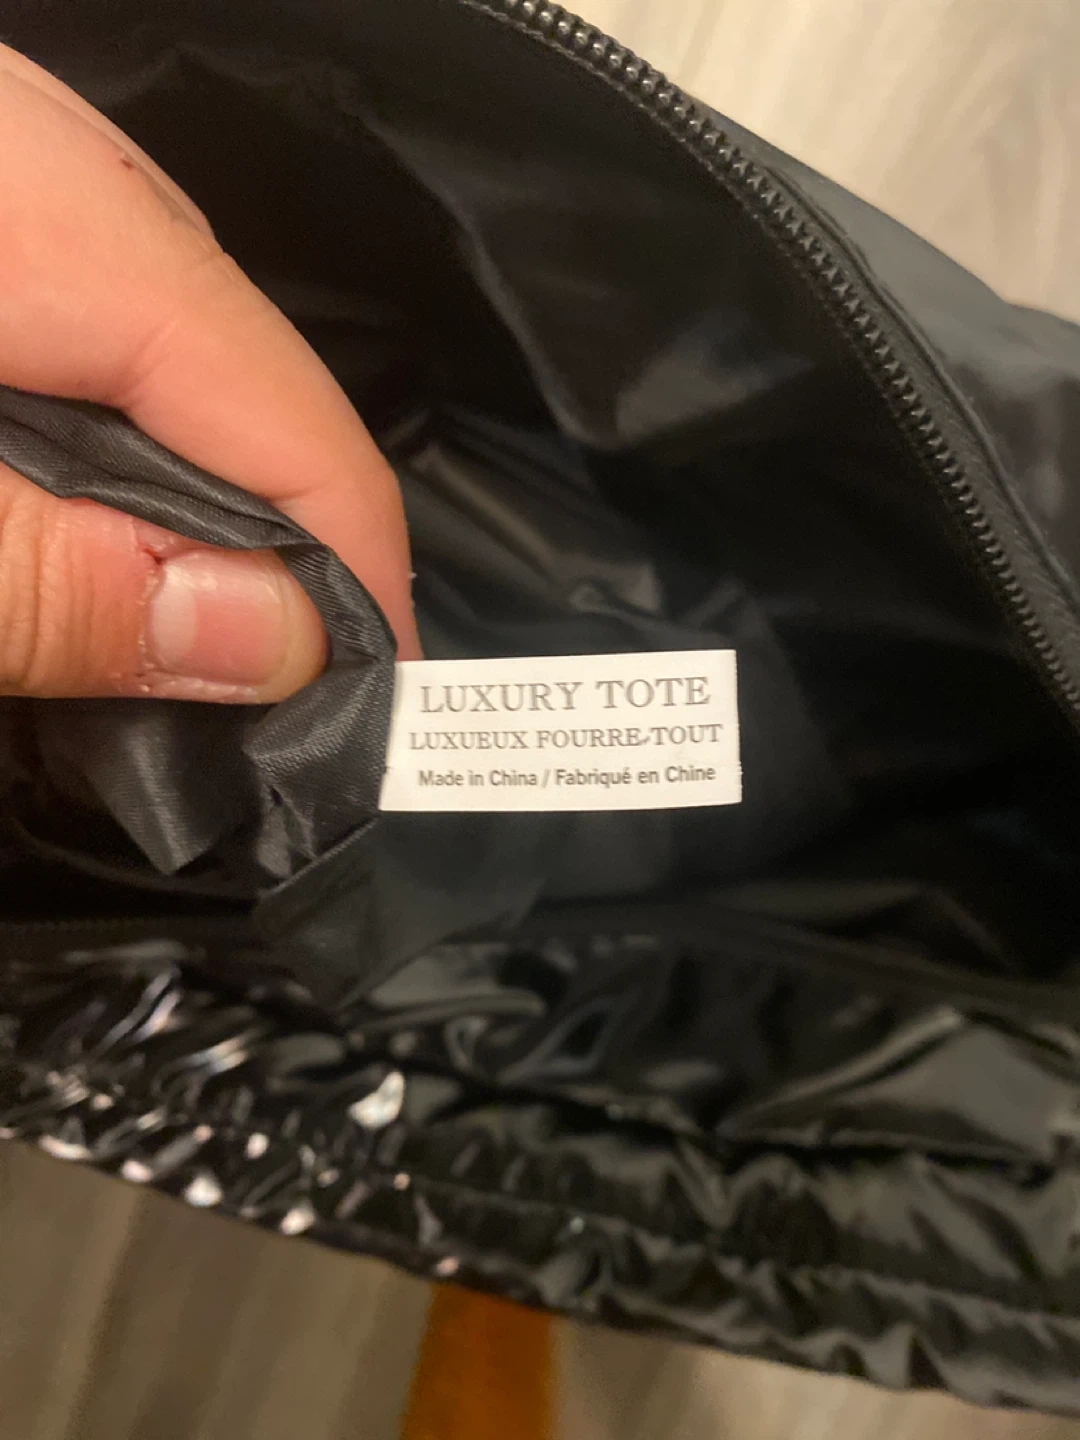 LUXURY TOTE
LUXUEUX FOURRE-TOUT
Made in China / Fabriqué en Chine